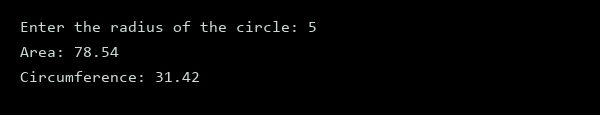 Enter the radius of the circle: 5
Area: 78.54
Circumference: 31.42